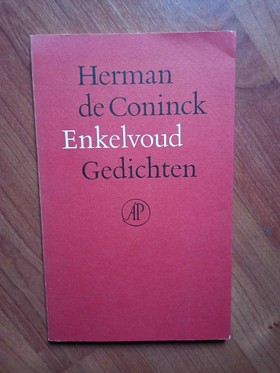 Herman
de Coninck
Enkelvoud
Gedichten
AP